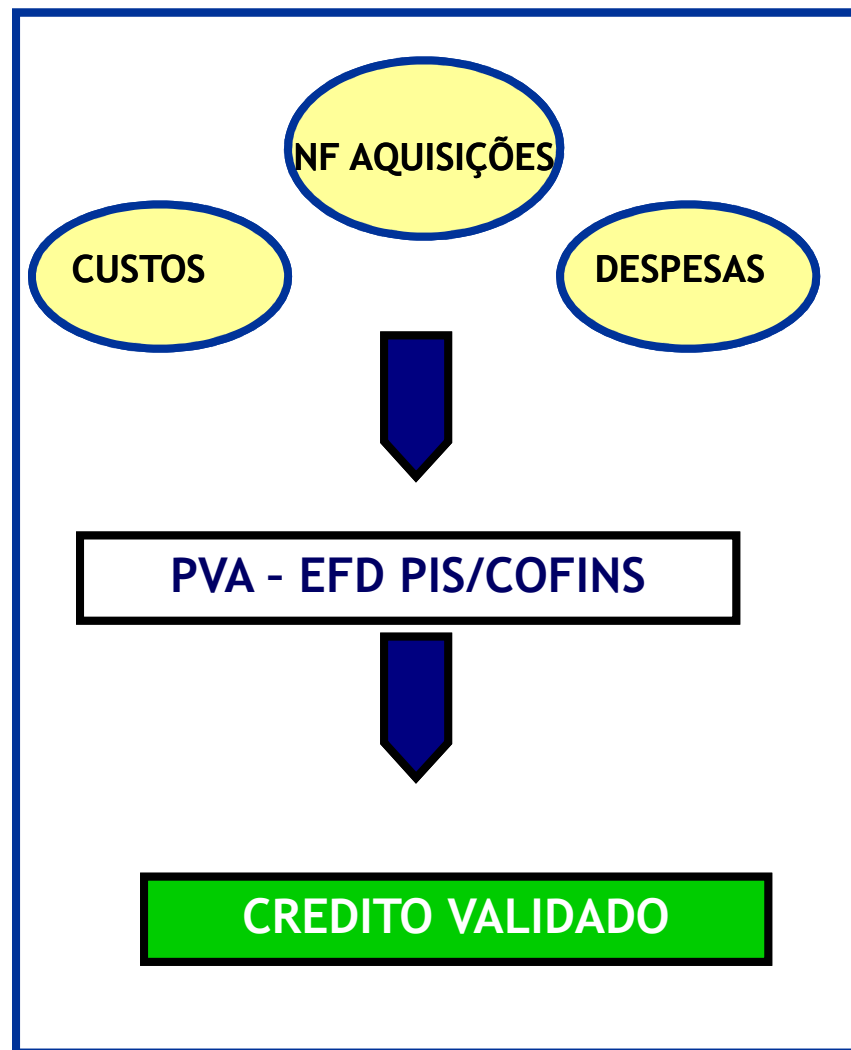 NF AQUISIÇÕES
CUSTOS
DESPESAS
PVA - EFD PIS/COFINS
CREDITO VALIDADO